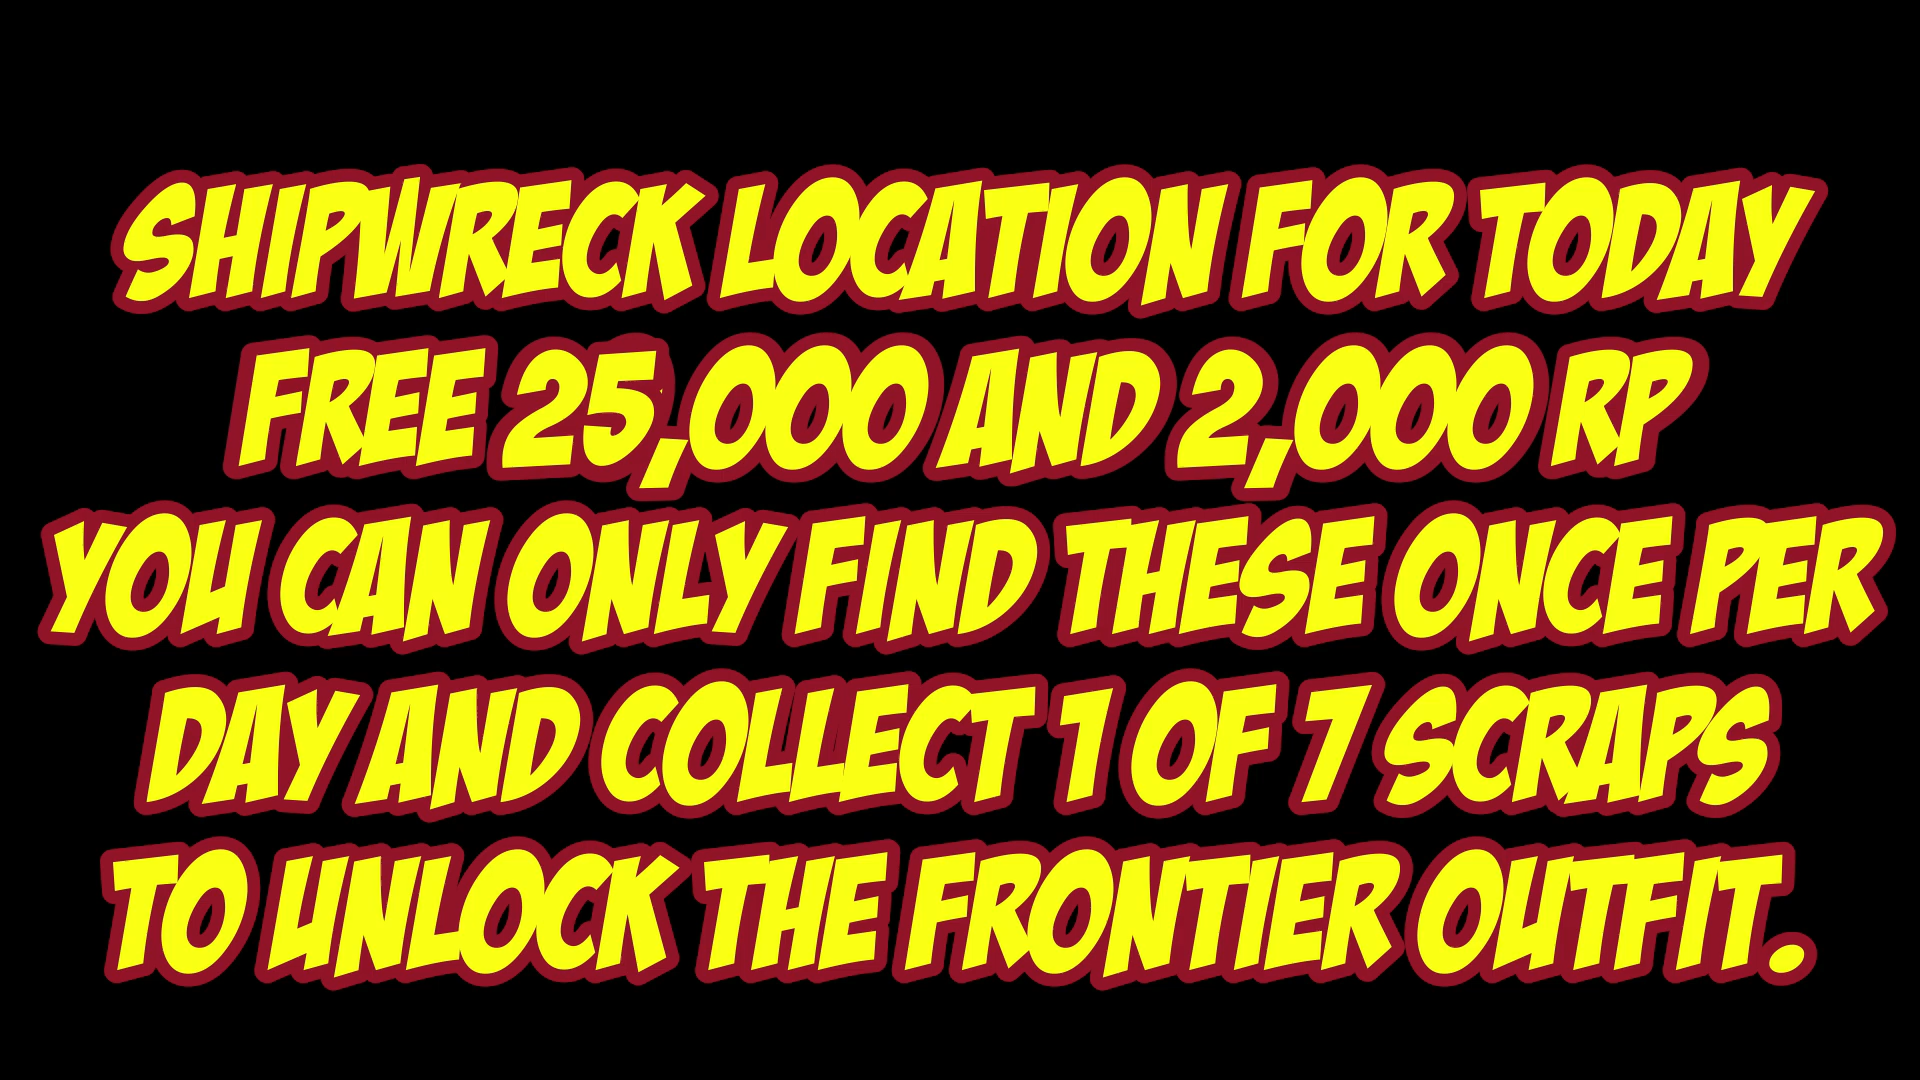 SHIPWRECK LOCATION FOR TODAY
FREE 25,000 AND 2,000 RP
YOU CAN ONLY FIND THESE ONCE PER
DAY AND COLLECT 1 OF 7 SCRAPS
TO UNLOCK THE FRONTIER OUTFIT.